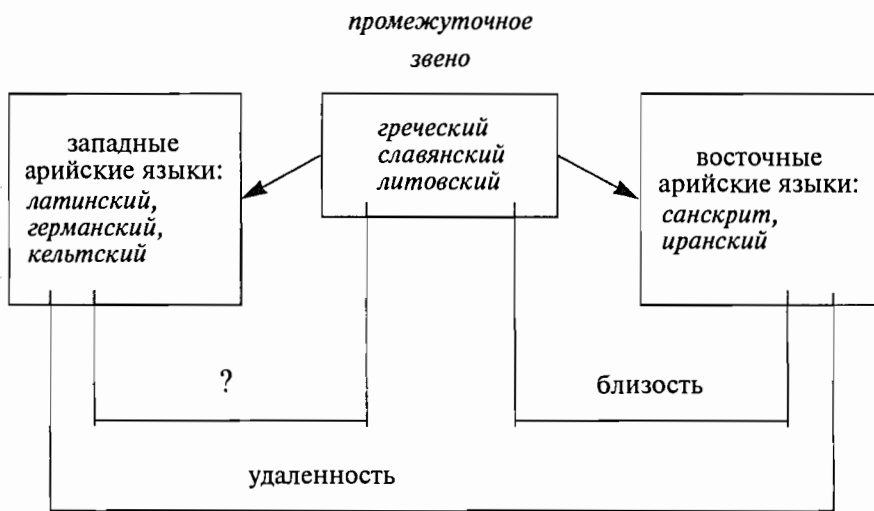 промежуточное
звено
западные
арийские языки:
латинский,
германский,
кельтский
греческий
славянский
литовский
восточные
арийские языки:
санскрит,
иранский
?
близость
удаленность